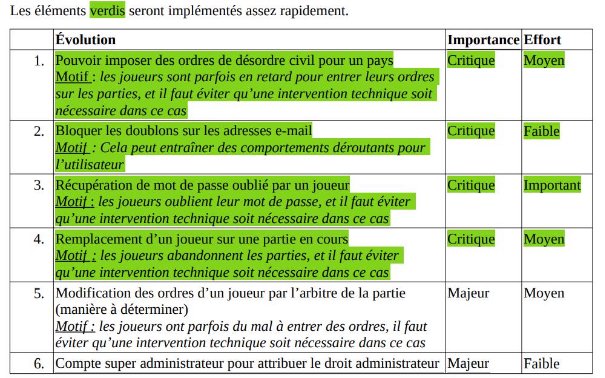 Les éléments verdis seront implémentés assez rapidement.
Évolution Importance Effort
1. Pouvoir imposer des ordres de désordre civil pour un pays Critique Moyen
Motif : les joueurs sont parfois en retard pour entrer leurs ordres
sur les parties, et il faut éviter qu’une intervention technique soit
nécessaire dans ce cas
2. Bloquer les doublons sur les adresses e-mail Critique Faible
Motif : Cela peut entraîner des comportements déroutants pour
l’utilisateur
3. Récupération de mot de passe oublié par un joueur Critique Important
Motif : les joueurs oublient leur mot de passe, et il faut éviter
qu’une intervention technique soit nécessaire dans ce cas
4. Remplacement d’un joueur sur une partie en cours Critique Moyen
Motif : les joueurs abandonnent les parties, et il faut éviter
qu’une intervention technique soit nécessaire dans ce cas
5. Modification des ordres d’un joueur par l’arbitre de la partie Majeur Moyen
(manière à déterminer)
Motif : les joueurs ont parfois du mal à entrer des ordres, il faut
éviter qu’une intervention technique soit nécessaire dans ce cas
6. Compte super administrateur pour attribuer le droit administrateur Majeur Faible